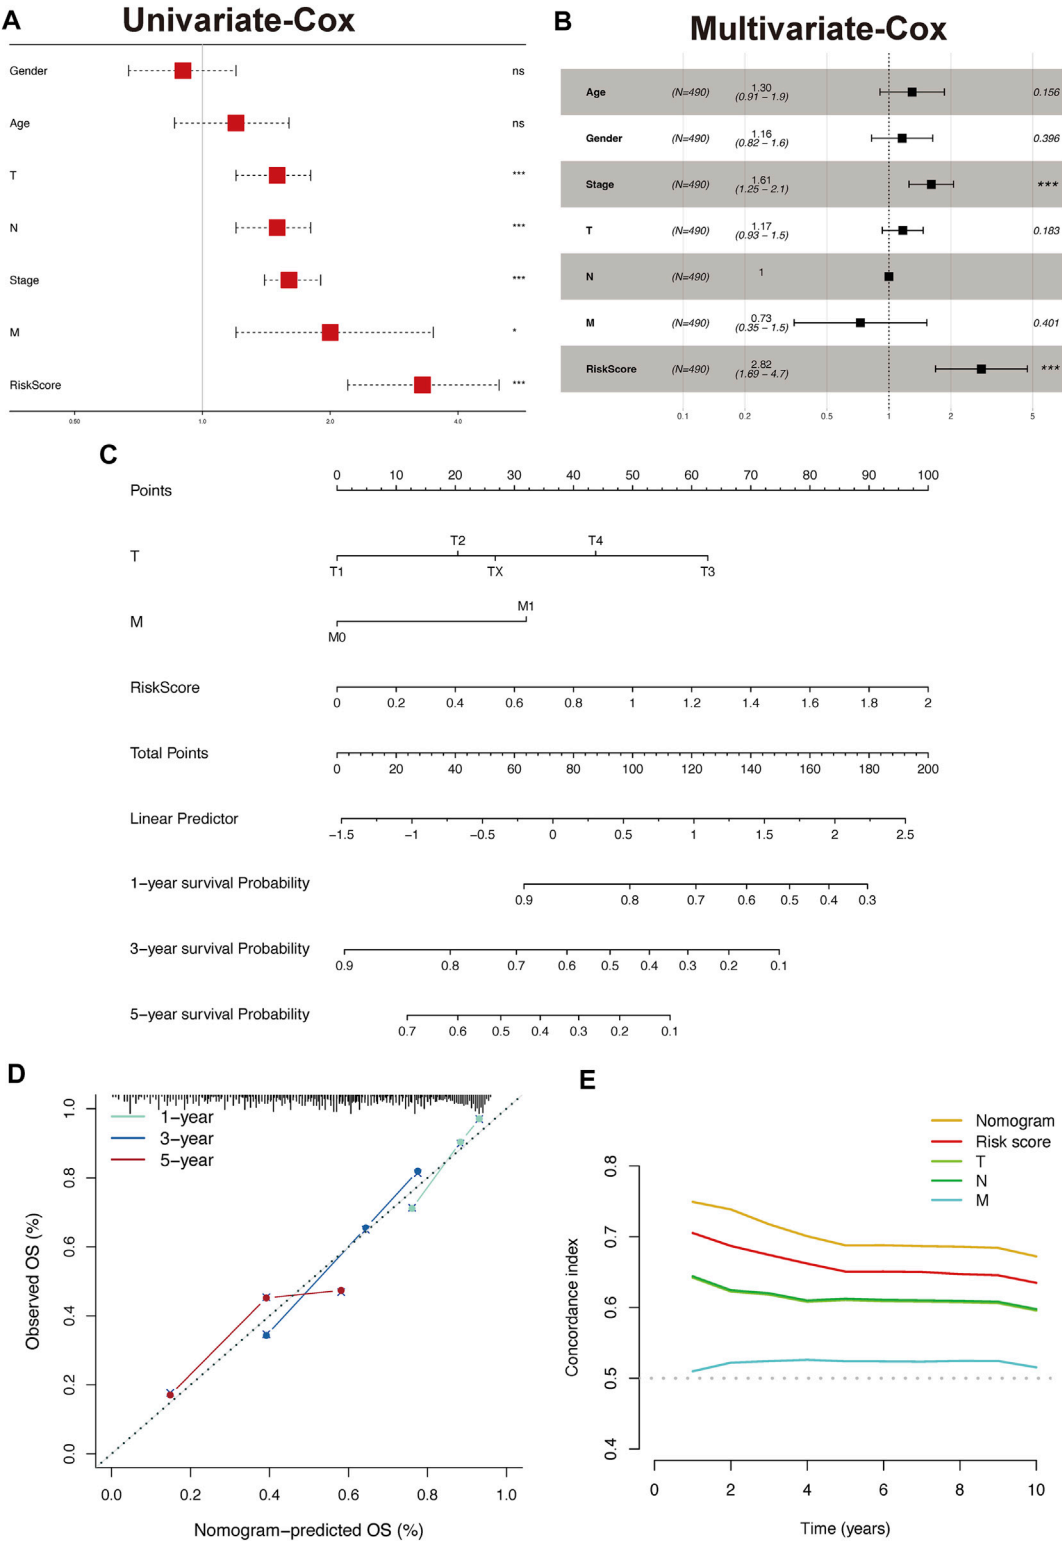 A
Univariate-Cox
Gender ns
Age ns
T ***
N ***
Stage ***
M *
RiskScore ***
0.50 1.0 2.0 4.0
B
Multivariate-Cox
Age (N=490) 1.30 (0.91 − 1.9) 0.156
Gender (N=490) 1.16 (0.82 − 1.6) 0.396
Stage (N=490) 1.61 (1.25 − 2.1) ***
T (N=490) 1.17 (0.93 − 1.5) 0.183
N (N=490) 1
M (N=490) 0.73 (0.35 − 1.5) 0.401
RiskScore (N=490) 2.82 (1.69 − 4.7) ***
0.1 0.2 0.5 1 2 5
C
0 10 20 30 40 50 60 70 80 90 100
Points
T2 T4
T
T1 TX T3
M1
M
M0
RiskScore
0 0.2 0.4 0.6 0.8 1 1.2 1.4 1.6 1.8 2
Total Points
0 20 40 60 80 100 120 140 160 180 200
Linear Predictor
−1.5 −1 −0.5 0 0.5 1 1.5 2 2.5
1−year survival Probability
0.9 0.8 0.7 0.6 0.5 0.4 0.3
3−year survival Probability
0.9 0.8 0.7 0.6 0.5 0.4 0.3 0.2 0.1
5−year survival Probability
0.7 0.6 0.5 0.4 0.3 0.2 0.1
D
1−year
3−year
5−year
Observed OS (%)
1.0
0.8
0.6
0.4
0.2
0.0
0.0 0.2 0.4 0.6 0.8 1.0
Nomogram−predicted OS (%)
E
Nomogram
Risk score
T
N
M
Concordance index
0.8
0.7
0.6
0.5
0.4
0 2 4 6 8 10
Time (years)